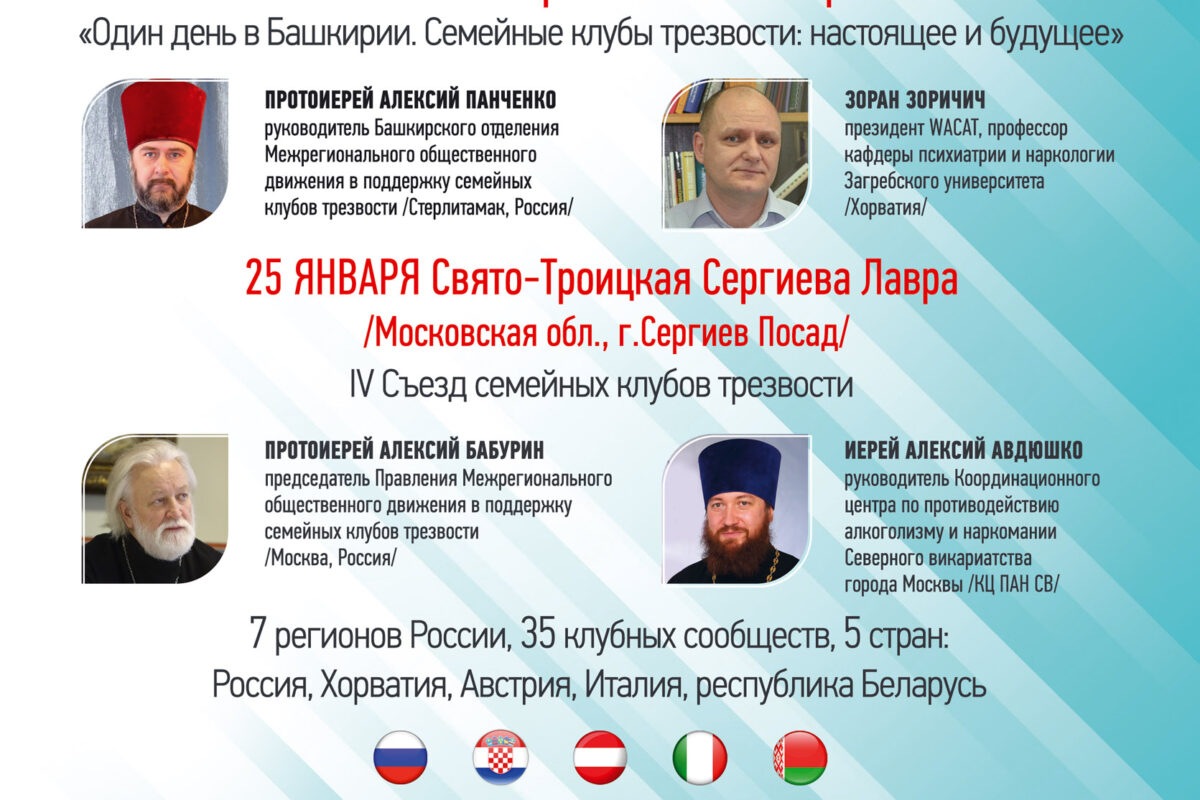 «Один день в Башкирии. Семейные клубы трезвости: настоящее и будущее»
ПРОТОИЕРЕЙ АЛЕКСИЙ ПАНЧЕНКО
руководитель Башкирского отделения
Межрегионального общественного
движения в поддержку семейных
клубов трезвости /Стерлитамак, Россия/
ЗОРАН ЗОРИЧИЧ
президент WACAT, профессор
кафдеры психиатрии и наркологии
Загребского университета
/Хорватия/
25 ЯНВАРЯ Свято-Троицкая Сергиева Лавра
/Московская обл., г.Сергиев Посад/
IV Съезд семейных клубов трезвости
ПРОТОИЕРЕЙ АЛЕКСИЙ БАБУРИН
председатель Правления Межрегионального
общественного движения в поддержку
семейных клубов трезвости
/Москва, Россия/
ИЕРЕЙ АЛЕКСИЙ АВДЮШКО
руководитель Координационного
центра по противодействию
алкоголизму и наркомании
Северного викариатства
города Москвы /КЦ ПАН СВ/
7 регионов России, 35 клубных сообществ, 5 стран:
Россия, Хорватия, Австрия, Италия, республика Беларусь